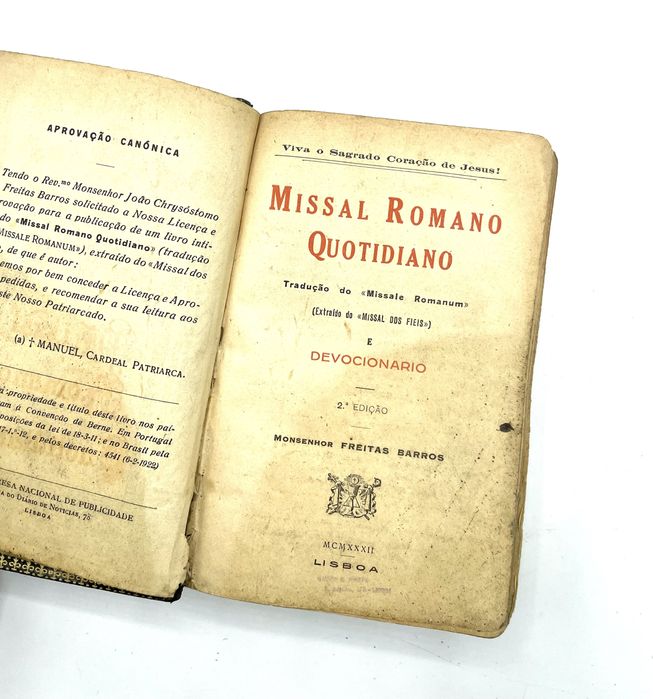 APROVAÇÃO CANÓNICA
Tendo o Rev.mo Monsenhor João Chrysóstomo
Freitas Barros solicitado a Nossa Licença e
rovação para a publicação de um livro inti-
do «Missal Romano Quotidiano» (tradução
MISSALE ROMANUM»), extraído do «Missal dos
, de que é autor:
emos por bem conceder a Licença e Apro-
pedidas, e recomendar a sua leitura aos
ste Nosso Patriarcado.
(a) † MANUEL, CARDEAL PATRIARCA.
propriedade e título dêste livro nos paí-
am à Convenção de Berne. Em Portugal
posições da lei de 18-3-11; e no Brasil pela
17-1.º-12, e pelos decretos: 4541 (6-2-1922)
RESA NACIONAL DE PUBLICIDADE
A DO DIÁRIO DE NOTICIAS, 78
LISBOA
Viva o Sagrado Coração de Jesus!
MISSAL ROMANO
QUOTIDIANO
Tradução do «Missale Romanum»
(Extraído do «MISSAL DOS FIEIS»)
E
DEVOCIONARIO
2.ª EDIÇÃO
MONSENHOR FREITAS BARROS
MCMXXXII
LISBOA